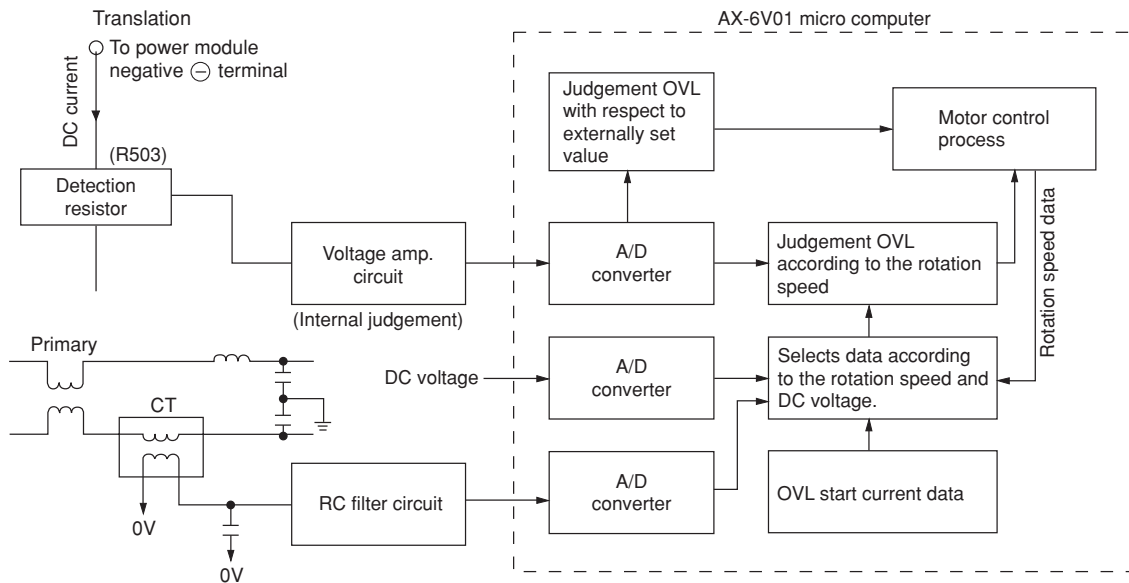 Translation
AX-6V01 micro computer
To power module
negative ⊖ terminal
DC current
(R503)
Detection
resistor
Voltage amp.
circuit
(Internal judgement)
Judgement OVL
with respect to
externally set
value
Motor control
process
A/D
converter
Judgement OVL
according to the rotation
speed
Rotation speed data
Primary
CT
0V
0V
DC voltage
A/D
converter
Selects data according
to the rotation speed and
DC voltage.
RC filter circuit
A/D
converter
OVL start current data